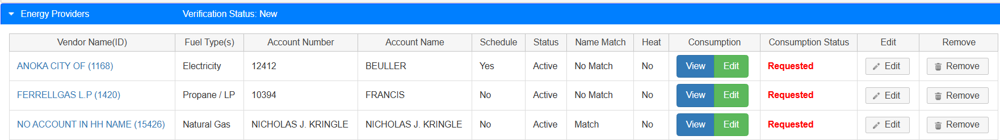 Energy Providers Verification Status: New
Vendor Name(ID) Fuel Type(s) Account Number Account Name Schedule Status Name Match Heat Consumption Consumption Status Edit Remove
ANOKA CITY OF (1168) Electricity 12412 BEULLER Yes Active No Match No View Edit Requested Edit Remove
FERRELLGAS L.P (1420) Propane / LP 10394 FRANCIS No Active No Match No View Edit Requested Edit Remove
NO ACCOUNT IN HH NAME (15426) Natural Gas NICHOLAS J. KRINGLE NICHOLAS J. KRINGLE No Active Match No View Edit Requested Edit Remove